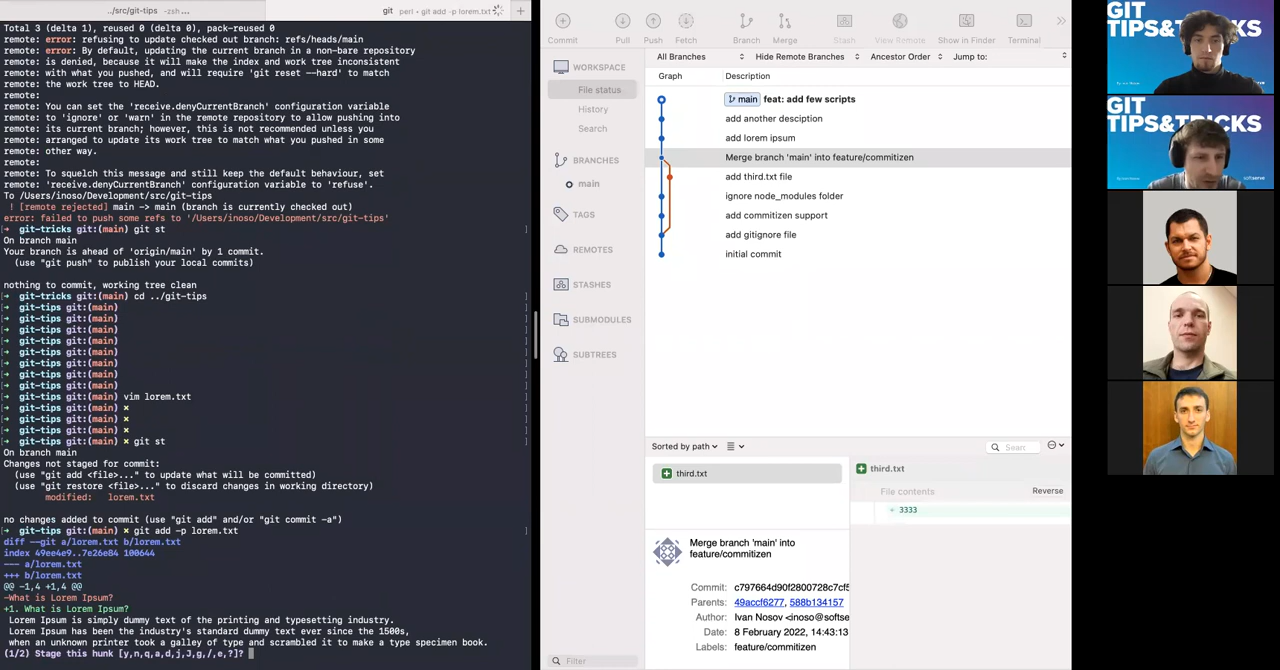 ../src/git-tips
-zsh ...
git
perl • git add -p lorem.txt
+
Total 3 (delta 1), reused 0 (delta 0), pack-reused 0
remote: error: refusing to update checked out branch: refs/heads/main
remote: error: By default, updating the current branch in a non-bare repository
remote: is denied, because it will make the index and work tree inconsistent
remote: with what you pushed, and will require 'git reset --hard' to match
remote: the work tree to HEAD.
remote:
remote: You can set the 'receive.denyCurrentBranch' configuration variable
remote: to 'ignore' or 'warn' in the remote repository to allow pushing into
remote: its current branch; however, this is not recommended unless you
remote: arranged to update its work tree to match what you pushed in some
remote: other way.
remote:
remote: To squelch this message and still keep the default behaviour, set
remote: 'receive.denyCurrentBranch' configuration variable to 'refuse'.
To /Users/inoso/Development/src/git-tips
! [remote rejected] main -> main (branch is currently checked out)
error: failed to push some refs to '/Users/inoso/Development/src/git-tips'
[➜ git-tricks git:(main) git st ]
On branch main
Your branch is ahead of 'origin/main' by 1 commit.
(use "git push" to publish your local commits)
nothing to commit, working tree clean
[➜ git-tricks git:(main) cd ../git-tips ]
[➜ git-tips git:(main) ]
[➜ git-tips git:(main) ]
[➜ git-tips git:(main) ]
[➜ git-tips git:(main) ]
[➜ git-tips git:(main) ]
[➜ git-tips git:(main) ]
[➜ git-tips git:(main) ]
[➜ git-tips git:(main) ]
[➜ git-tips git:(main) vim lorem.txt ]
[➜ git-tips git:(main) × ]
[➜ git-tips git:(main) × ]
[➜ git-tips git:(main) × ]
[➜ git-tips git:(main) × git st ]
On branch main
Changes not staged for commit:
(use "git add <file>..." to update what will be committed)
(use "git restore <file>..." to discard changes in working directory)
modified: lorem.txt
no changes added to commit (use "git add" and/or "git commit -a")
[➜ git-tips git:(main) × git add -p lorem.txt ]
diff --git a/lorem.txt b/lorem.txt
index 49ee4e9..7e26e84 100644
--- a/lorem.txt
+++ b/lorem.txt
@@ -1,4 +1,4 @@
-What is Lorem Ipsum?
+1. What is Lorem Ipsum?
Lorem Ipsum is simply dummy text of the printing and typesetting industry.
Lorem Ipsum has been the industry's standard dummy text ever since the 1500s,
when an unknown printer took a galley of type and scrambled it to make a type specimen book.
(1/2) Stage this hunk [y,n,q,a,d,j,J,g,/,e,?]?
Commit
Pull
Push
Fetch
Branch
Merge
Stash
View Remote
Show in Finder
Terminal
WORKSPACE
File status
History
Search
BRANCHES
main
TAGS
REMOTES
STASHES
SUBMODULES
SUBTREES
Filter
All Branches
Hide Remote Branches
Ancestor Order
Jump to:
Graph
Description
main feat: add few scripts
add another desciption
add lorem ipsum
Merge branch 'main' into feature/commitizen
add third.txt file
ignore node_modules folder
add commitizen support
add gitignore file
initial commit
Sorted by path
third.txt
third.txt
File contents
Reverse
+ 3333
Merge branch 'main' into
feature/commitizen
Commit: c797664d90f2800728c7cf5
Parents: 49accf6277, 588b134157
Author: Ivan Nosov <inoso@softse
Date: 8 February 2022, 14:43:13
Labels: feature/commitizen
GIT
TIPS&TRICKS
GIT
TIPS&TRICKS
softserve